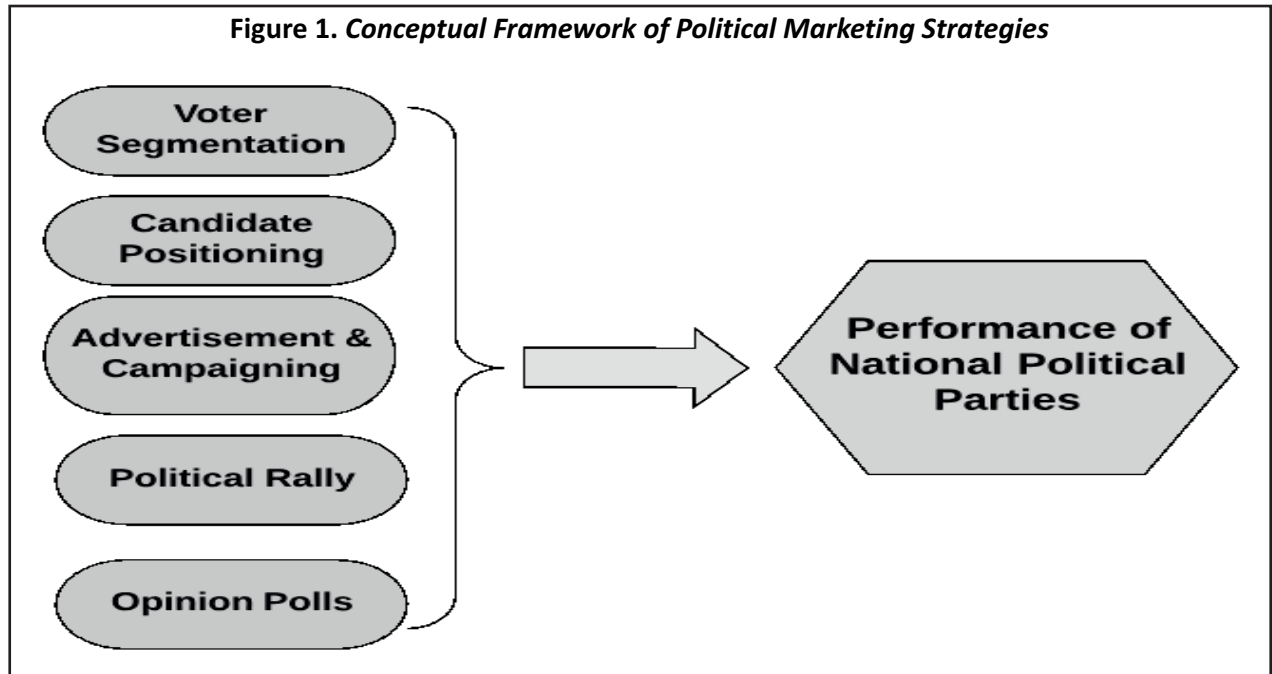 Figure 1. Conceptual Framework of Political Marketing Strategies
Voter
Segmentation
Candidate
Positioning
Advertisement &
Campaigning
Political Rally
Opinion Polls
Performance of
National Political
Parties